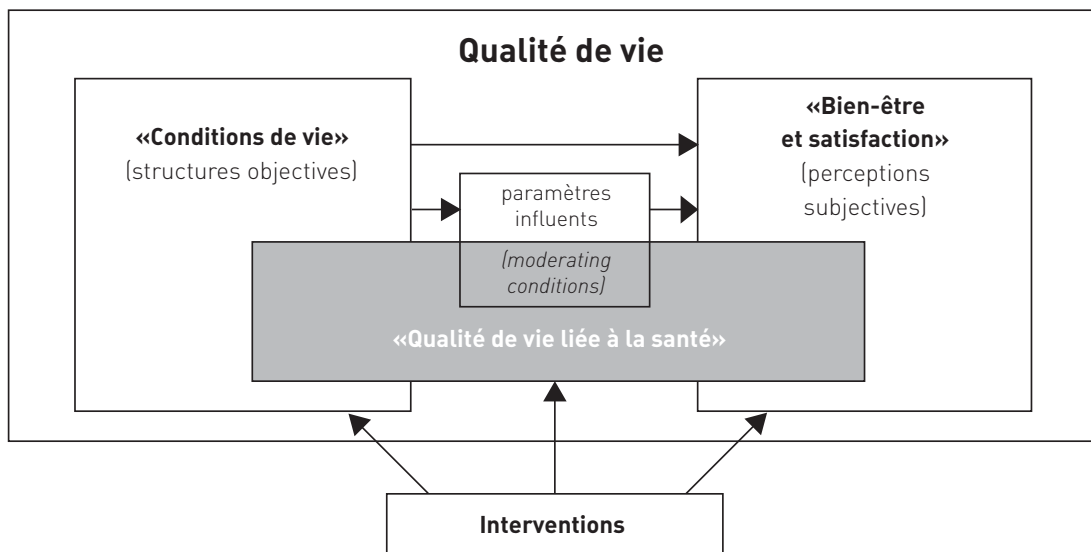 Qualité de vie
«Conditions de vie»
(structures objectives)
«Bien-être
et satisfaction»
(perceptions
subjectives)
paramètres
influents
(moderating
conditions)
«Qualité de vie liée à la santé»
Interventions